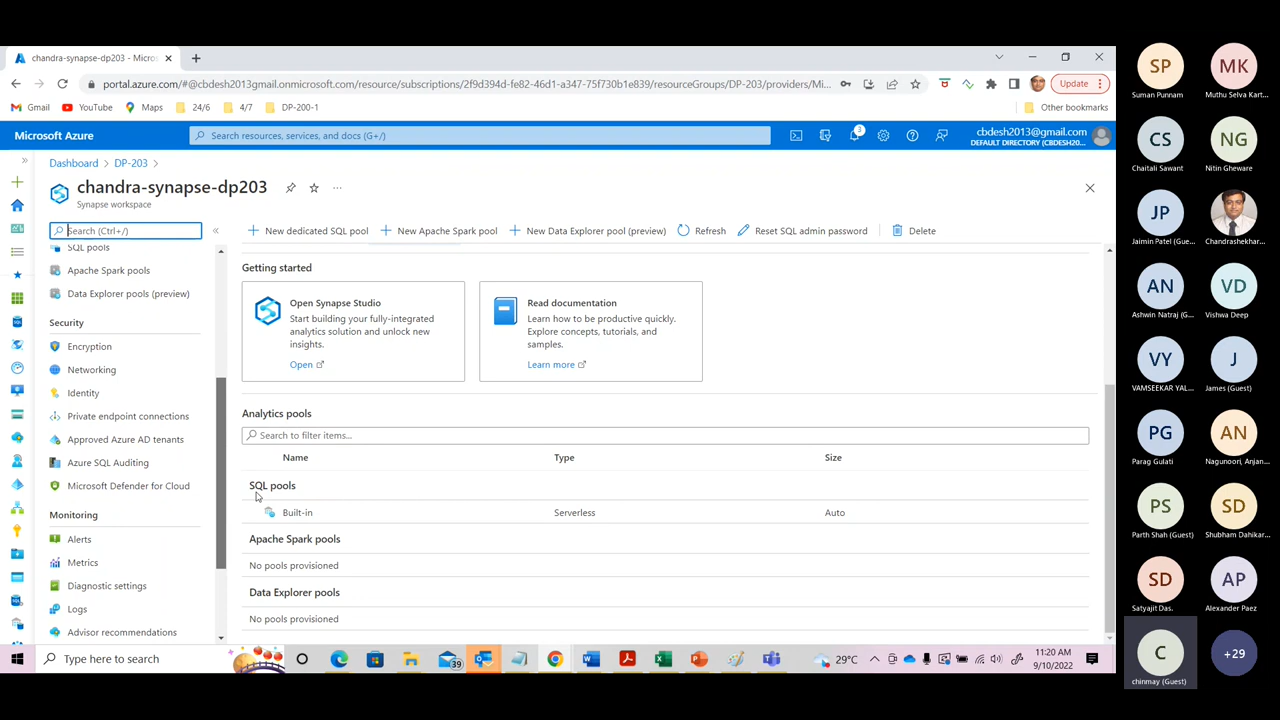 chandra-synapse-dp203 - Micros
portal.azure.com/#@cbdesh2013gmail.onmicrosoft.com/resource/subscriptions/2f9d394d-fe82-46d1-a347-75f730b1e839/resourceGroups/DP-203/providers/Mi...
Update
Gmail
YouTube
Maps
24/6
4/7
DP-200-1
Other bookmarks
Microsoft Azure
Search resources, services, and docs (G+/)
3
cbdesh2013@gmail.com
DEFAULT DIRECTORY (CBDESH20...
Dashboard > DP-203 >
chandra-synapse-dp203
Synapse workspace
Search (Ctrl+/)
New dedicated SQL pool
New Apache Spark pool
New Data Explorer pool (preview)
Refresh
Reset SQL admin password
Delete
SQL pools
Apache Spark pools
Data Explorer pools (preview)
Security
Encryption
Networking
Identity
Private endpoint connections
Approved Azure AD tenants
Azure SQL Auditing
Microsoft Defender for Cloud
Monitoring
Alerts
Metrics
Diagnostic settings
Logs
Advisor recommendations
Getting started
Open Synapse Studio
Start building your fully-integrated
analytics solution and unlock new
insights.
Open
Read documentation
Learn how to be productive quickly.
Explore concepts, tutorials, and
samples.
Learn more
Analytics pools
Search to filter items...
Name Type Size
SQL pools
Built-in Serverless Auto
Apache Spark pools
No pools provisioned
Data Explorer pools
No pools provisioned
Type here to search
39
29°C
11:20 AM
9/10/2022
SP
Suman Punnam
MK
Muthu Selva Kart...
CS
Chaitali Sawant
NG
Nitin Gheware
JP
Jaimin Patel (Gue...
Chandrashekhar...
AN
Ashwin Natraj (G...
VD
Vishwa Deep
VY
VAMSEEKAR YAL...
J
James (Guest)
PG
Parag Gulati
AN
Nagunoori, Anjan...
PS
Parth Shah (Guest)
SD
Shubham Dahikar...
SD
Satyajit Das.
AP
Alexander Paez
C
chinmay (Guest)
+29